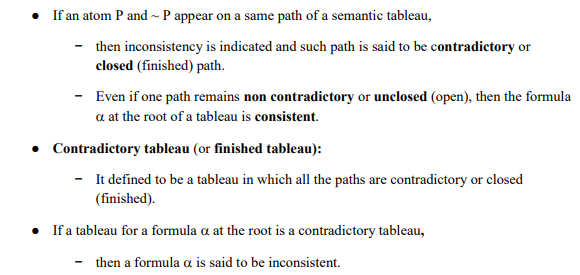 ● If an atom P and ~ P appear on a same path of a semantic tableau,
− then inconsistency is indicated and such path is said to be contradictory or
closed (finished) path.
− Even if one path remains non contradictory or unclosed (open), then the formula
α at the root of a tableau is consistent.
● Contradictory tableau (or finished tableau):
− It defined to be a tableau in which all the paths are contradictory or closed
(finished).
● If a tableau for a formula α at the root is a contradictory tableau,
− then a formula α is said to be inconsistent.